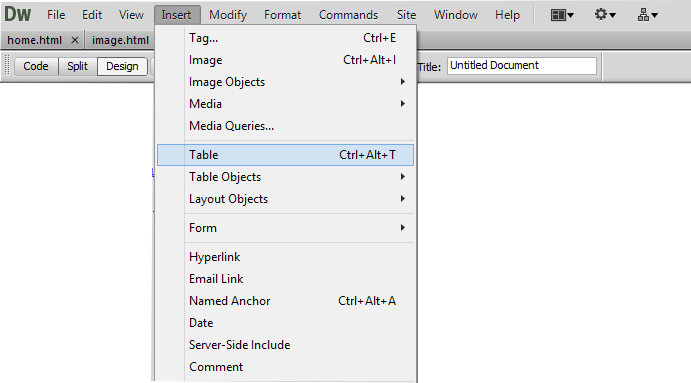 Dw File Edit View Insert Modify Format Commands Site Window Help
home.html × image.html
Code Split Design Title: Untitled Document
Tag... Ctrl+E
Image Ctrl+Alt+I
Image Objects
Media
Media Queries...
Table Ctrl+Alt+T
Table Objects
Layout Objects
Form
Hyperlink
Email Link
Named Anchor Ctrl+Alt+A
Date
Server-Side Include
Comment